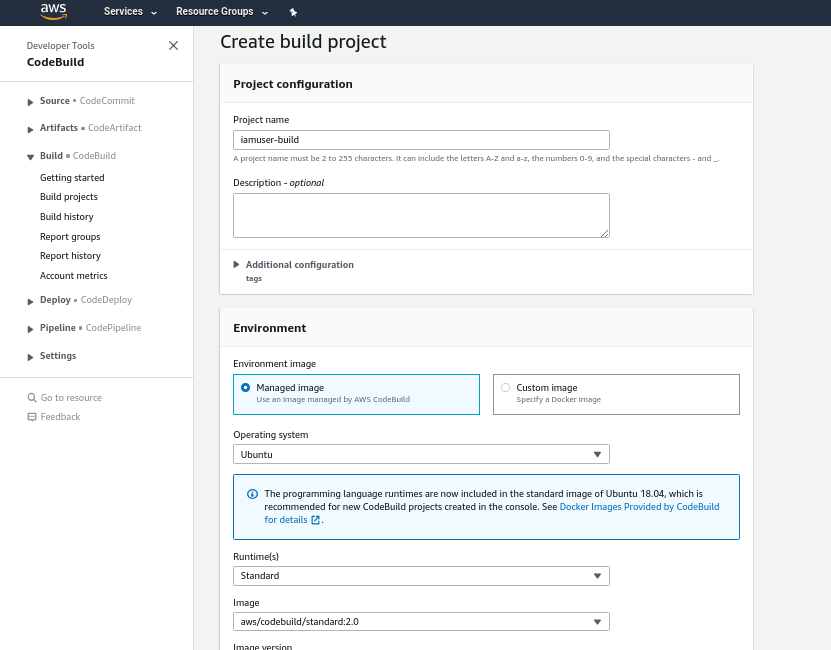 aws
Services
Resource Groups
Developer Tools
CodeBuild
Source • CodeCommit
Artifacts • CodeArtifact
Build • CodeBuild
Getting started
Build projects
Build history
Report groups
Report history
Account metrics
Deploy • CodeDeploy
Pipeline • CodePipeline
Settings
Go to resource
Feedback
Create build project
Project configuration
Project name
iamuser-build
A project name must be 2 to 255 characters. It can include the letters A-Z and a-z, the numbers 0-9, and the special characters - and _.
Description - optional
Additional configuration
tags
Environment
Environment image
Managed image
Use an image managed by AWS CodeBuild
Custom image
Specify a Docker image
Operating system
Ubuntu
The programming language runtimes are now included in the standard image of Ubuntu 18.04, which is
recommended for new CodeBuild projects created in the console. See Docker Images Provided by CodeBuild
for details .
Runtime(s)
Standard
Image
aws/codebuild/standard:2.0
Image version